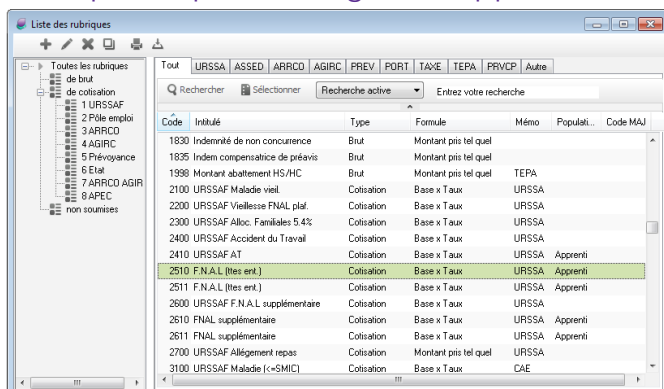 Liste des rubriques
Toutes les rubriques
de brut
de cotisation
1 URSSAF
2 Pôle emploi
3 ARRCO
4 AGIRC
5 Prévoyance
6 Etat
7 ARRCO AGIR
8 APEC
non soumises
Tout URSSA ASSED ARRCO AGIRC PREV PORT TAXE TEPA PRVCP Autre
Rechercher Sélectionner Recherche active Entrez votre recherche
Code Intitulé Type Formule Mémo Populati... Code MAJ
1830 Indemnité de non concurrence Brut Montant pris tel quel
1835 Indem compensatrice de préavis Brut Montant pris tel quel
1998 Montant abattement HS/HC Brut Montant pris tel quel TEPA
2100 URSSAF Maladie vieil. Cotisation Base x Taux URSSA
2200 URSSAF Vieillesse FNAL plaf. Cotisation Base x Taux URSSA
2300 URSSAF Alloc. Familiales 5.4% Cotisation Base x Taux URSSA
2400 URSSAF Accident du Travail Cotisation Base x Taux URSSA
2410 URSSAF AT Cotisation Base x Taux URSSA Apprenti
2510 F.N.A.L (ttes ent.) Cotisation Base x Taux URSSA Apprenti
2511 F.N.A.L (ttes ent.) Cotisation Base x Taux URSSA Apprenti
2600 URSSAF F.N.A.L supplémentaire Cotisation Base x Taux URSSA
2610 FNAL supplémentaire Cotisation Base x Taux URSSA Apprenti
2611 FNAL supplémentaire Cotisation Base x Taux URSSA Apprenti
2700 URSSAF Allégement repas Cotisation Montant pris tel quel URSSA
3100 URSSAF Maladie (<=SMIC) Cotisation Base x Taux CAE